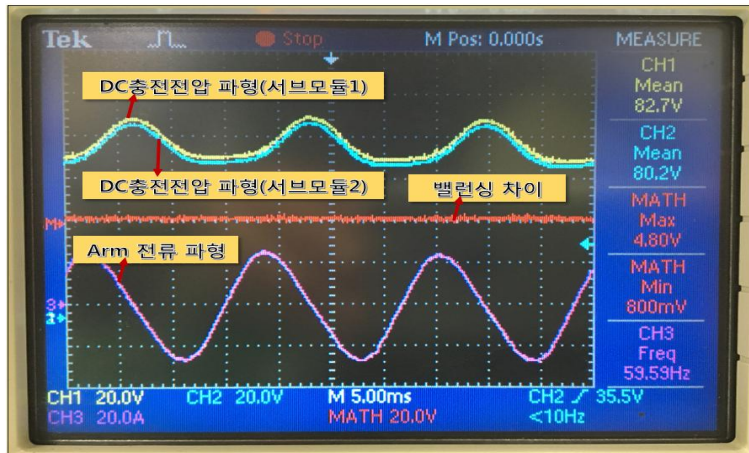 Tek
Stop
M Pos: 0.000s
MEASURE
CH1
Mean
82.7V
CH2
Mean
80.2V
MATH
Max
4.80V
MATH
Min
800mV
CH3
Freq
59.59Hz
DC충전전압 파형(서브모듈1)
DC충전전압 파형(서브모듈2)
밸런싱 차이
M
Arm 전류 파형
3
CH1 20.0V
CH2 20.0V
M 5.00ms
CH2 35.5V
CH3 20.0A
MATH 20.0V
<10Hz